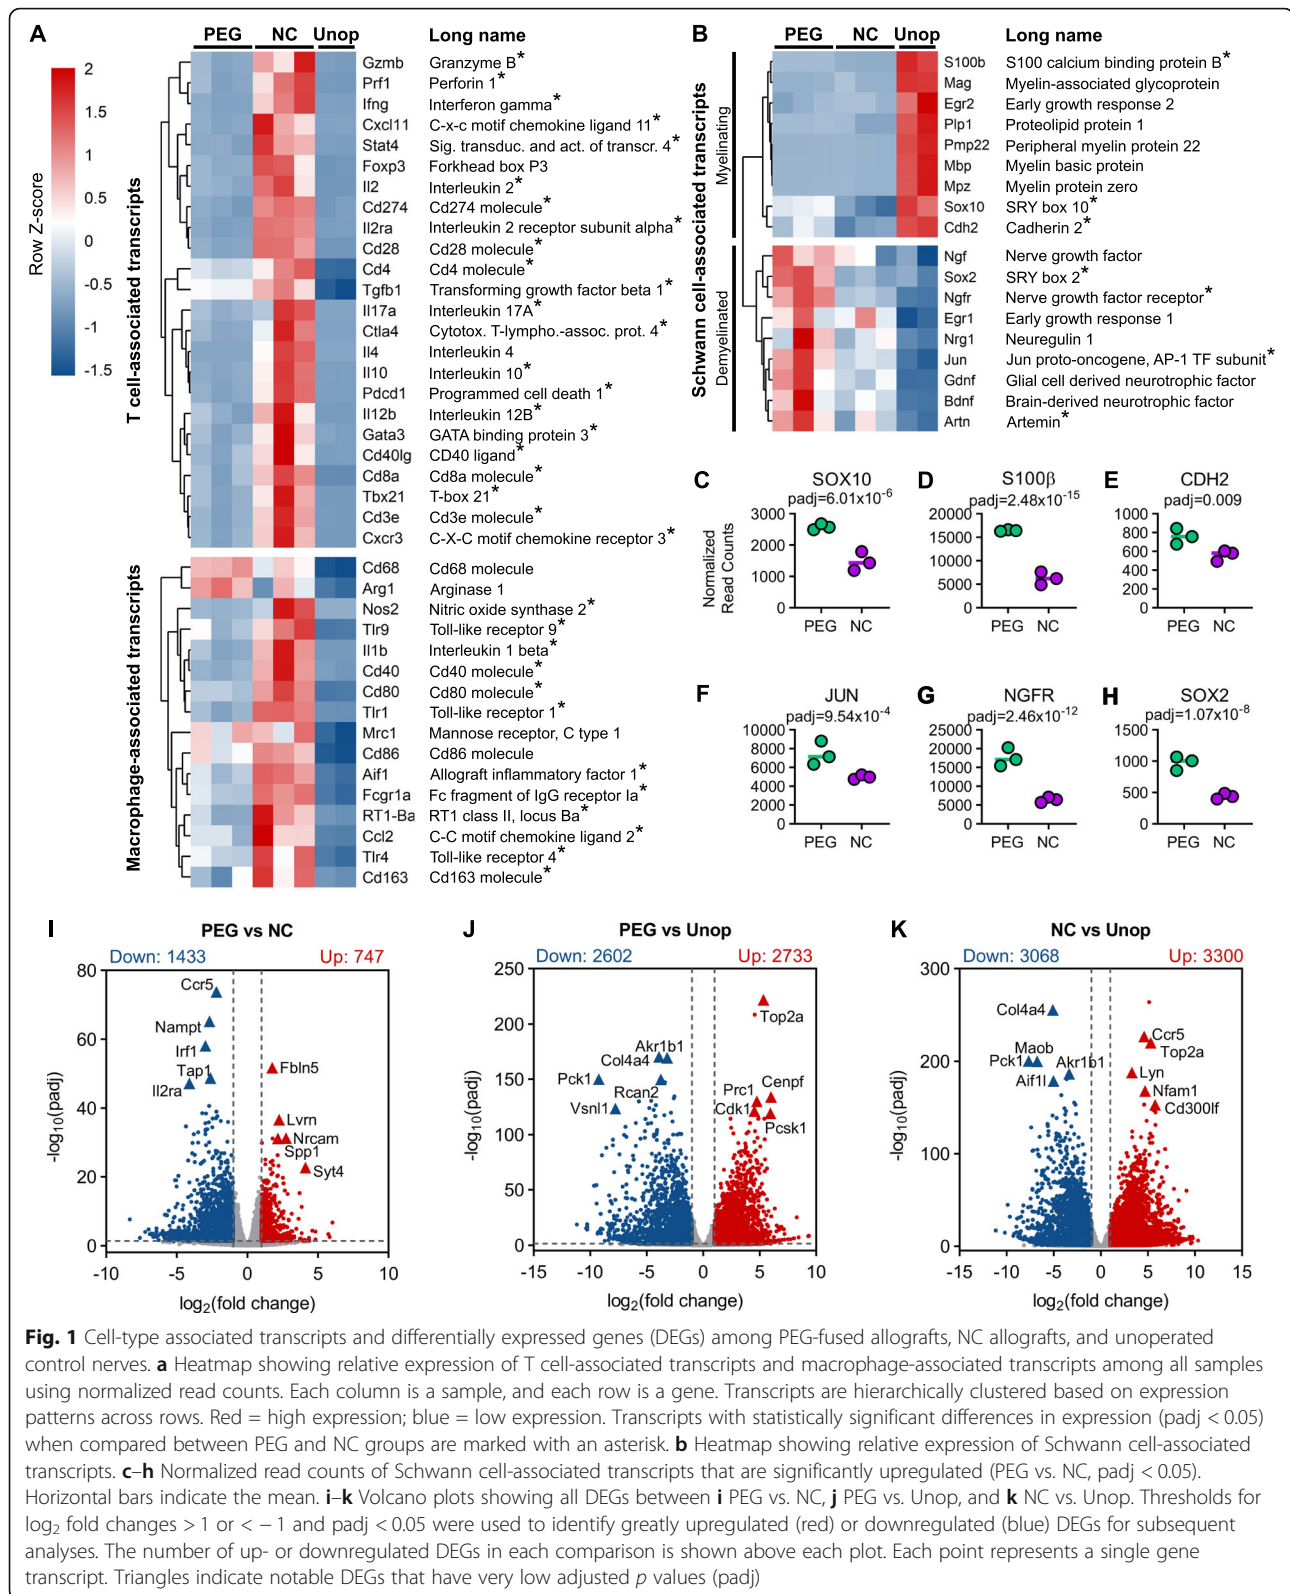 A
PEG NC Unop Long name
Row Z-score
2
1.5
1
0.5
0
-0.5
-1
-1.5
T cell-associated transcripts
Gzmb Granzyme B*
Prf1 Perforin 1*
Ifng Interferon gamma*
Cxcl11 C-x-c motif chemokine ligand 11*
Stat4 Sig. transduc. and act. of transcr. 4*
Foxp3 Forkhead box P3
Il2 Interleukin 2*
Cd274 Cd274 molecule*
Il2ra Interleukin 2 receptor subunit alpha*
Cd28 Cd28 molecule*
Cd4 Cd4 molecule*
Tgfb1 Transforming growth factor beta 1*
Il17a Interleukin 17A*
Ctla4 Cytotox. T-lympho.-assoc. prot. 4*
Il4 Interleukin 4
Il10 Interleukin 10*
Pdcd1 Programmed cell death 1*
Il12b Interleukin 12B*
Gata3 GATA binding protein 3*
Cd40lg CD40 ligand*
Cd8a Cd8a molecule*
Tbx21 T-box 21*
Cd3e Cd3e molecule*
Cxcr3 C-X-C motif chemokine receptor 3*
Macrophage-associated transcripts
Cd68 Cd68 molecule
Arg1 Arginase 1
Nos2 Nitric oxide synthase 2*
Tlr9 Toll-like receptor 9*
Il1b Interleukin 1 beta*
Cd40 Cd40 molecule*
Cd80 Cd80 molecule*
Tlr1 Toll-like receptor 1*
Mrc1 Mannose receptor, C type 1
Cd86 Cd86 molecule
Aif1 Allograft inflammatory factor 1*
Fcgr1a Fc fragment of IgG receptor Ia*
RT1-Ba RT1 class II, locus Ba*
Ccl2 C-C motif chemokine ligand 2*
Tlr4 Toll-like receptor 4*
Cd163 Cd163 molecule*
B
PEG NC Unop Long name
Schwann cell-associated transcripts
Myelinating
S100b S100 calcium binding protein B*
Mag Myelin-associated glycoprotein
Egr2 Early growth response 2
Plp1 Proteolipid protein 1
Pmp22 Peripheral myelin protein 22
Mbp Myelin basic protein
Mpz Myelin protein zero
Sox10 SRY box 10*
Cdh2 Cadherin 2*
Demyelinated
Ngf Nerve growth factor
Sox2 SRY box 2*
Ngfr Nerve growth factor receptor*
Egr1 Early growth response 1
Nrg1 Neuregulin 1
Jun Jun proto-oncogene, AP-1 TF subunit*
Gdnf Glial cell derived neurotrophic factor
Bdnf Brain-derived neurotrophic factor
Artn Artemin*
C
SOX10
padj=6.01x10-6
Normalized
Read Counts
3000
2000
1000
0
PEG NC
D
S100β
padj=2.48x10-15
20000
15000
10000
5000
0
PEG NC
E
CDH2
padj=0.009
1000
800
600
400
200
0
PEG NC
F
JUN
padj=9.54x10-4
10000
8000
6000
4000
2000
0
PEG NC
G
NGFR
padj=2.46x10-12
25000
20000
15000
10000
5000
0
PEG NC
H
SOX2
padj=1.07x10-8
1500
1000
500
0
PEG NC
I
PEG vs NC
Down: 1433 Up: 747
-log10(padj)
80
60
40
20
0
Ccr5
Nampt
Irf1
Tap1
Il2ra
Fbln5
Lvrn
Nrcam
Spp1
Syt4
-10 -5 0 5 10
log2(fold change)
J
PEG vs Unop
Down: 2602 Up: 2733
-log10(padj)
250
200
150
100
50
0
Top2a
Akr1b1
Col4a4
Pck1
Rcan2
Vsnl1
Prc1
Cenpf
Cdk1
Pcsk1
-15 -10 -5 0 5 10
log2(fold change)
K
NC vs Unop
Down: 3068 Up: 3300
-log10(padj)
300
200
100
0
Col4a4
Ccr5
Top2a
Maob
Pck1
Akr1b1
Lyn
Aif1l
Nfam1
Cd300lf
-15 -10 -5 0 5 10 15
log2(fold change)
Fig. 1 Cell-type associated transcripts and differentially expressed genes (DEGs) among PEG-fused allografts, NC allografts, and unoperated
control nerves. a Heatmap showing relative expression of T cell-associated transcripts and macrophage-associated transcripts among all samples
using normalized read counts. Each column is a sample, and each row is a gene. Transcripts are hierarchically clustered based on expression
patterns across rows. Red = high expression; blue = low expression. Transcripts with statistically significant differences in expression (padj < 0.05)
when compared between PEG and NC groups are marked with an asterisk. b Heatmap showing relative expression of Schwann cell-associated
transcripts. c–h Normalized read counts of Schwann cell-associated transcripts that are significantly upregulated (PEG vs. NC, padj < 0.05).
Horizontal bars indicate the mean. i–k Volcano plots showing all DEGs between i PEG vs. NC, j PEG vs. Unop, and k NC vs. Unop. Thresholds for
log2 fold changes > 1 or < − 1 and padj < 0.05 were used to identify greatly upregulated (red) or downregulated (blue) DEGs for subsequent
analyses. The number of up- or downregulated DEGs in each comparison is shown above each plot. Each point represents a single gene
transcript. Triangles indicate notable DEGs that have very low adjusted p values (padj)